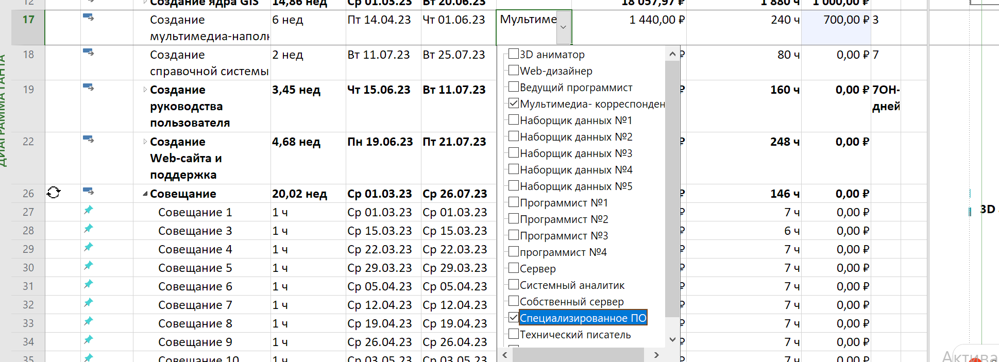 12 Создание ядра GIS 14,86 нед Ср 01.03.23 Вт 20.06.23 18 057,97 ₽ 1 880 ч 1 000,00 ₽
17 Создание 6 нед Пт 14.04.23 Чт 01.06.23 Мультиме 1 440,00 ₽ 240 ч 700,00 ₽ 3
мультимедиа-наполн
18 Создание 2 нед Вт 11.07.23 Вт 25.07.23 ₽ 80 ч 0,00 ₽ 7
справочной системы
19 Создание 3,45 нед Чт 15.06.23 Вт 11.07.23 ₽ 160 ч 0,00 ₽ 7ОН-
руководства дней
пользователя
22 Создание 4,68 нед Пн 19.06.23 Пт 21.07.23 ₽ 248 ч 0,00 ₽
Web-сайта и
поддержка
26 Совещание 20,02 нед Ср 01.03.23 Ср 26.07.23 ₽ 146 ч 0,00 ₽
27 Совещание 1 1 ч Ср 01.03.23 Ср 01.03.23 ₽ 7 ч 0,00 ₽ 3D
28 Совещание 3 1 ч Ср 15.03.23 Ср 15.03.23 ₽ 6 ч 0,00 ₽
29 Совещание 4 1 ч Ср 22.03.23 Ср 22.03.23 ₽ 7 ч 0,00 ₽
30 Совещание 5 1 ч Ср 29.03.23 Ср 29.03.23 ₽ 7 ч 0,00 ₽
31 Совещание 6 1 ч Ср 05.04.23 Ср 05.04.23 ₽ 7 ч 0,00 ₽
32 Совещание 7 1 ч Ср 12.04.23 Ср 12.04.23 ₽ 7 ч 0,00 ₽
33 Совещание 8 1 ч Ср 19.04.23 Ср 19.04.23 ₽ 7 ч 0,00 ₽
34 Совещание 9 1 ч Ср 26.04.23 Ср 26.04.23 ₽ 7 ч 0,00 ₽
35 Совещание 10 1 ч Ср 03.05.23 Ср 03.05.23 ₽ 7 ч 0,00 ₽
3D аниматор
Web-дизайнер
Ведущий программист
Мультимедиа- корреспонден
Наборщик данных №1
Наборщик данных №2
Наборщик данных №3
Наборщик данных №4
Наборщик данных №5
Программист №1
Программист №2
Программист №3
программист №4
Сервер
Системный аналитик
Собственный сервер
Специализированное ПО
Технический писатель
ДИАГРАММА ГАНТА
Актива